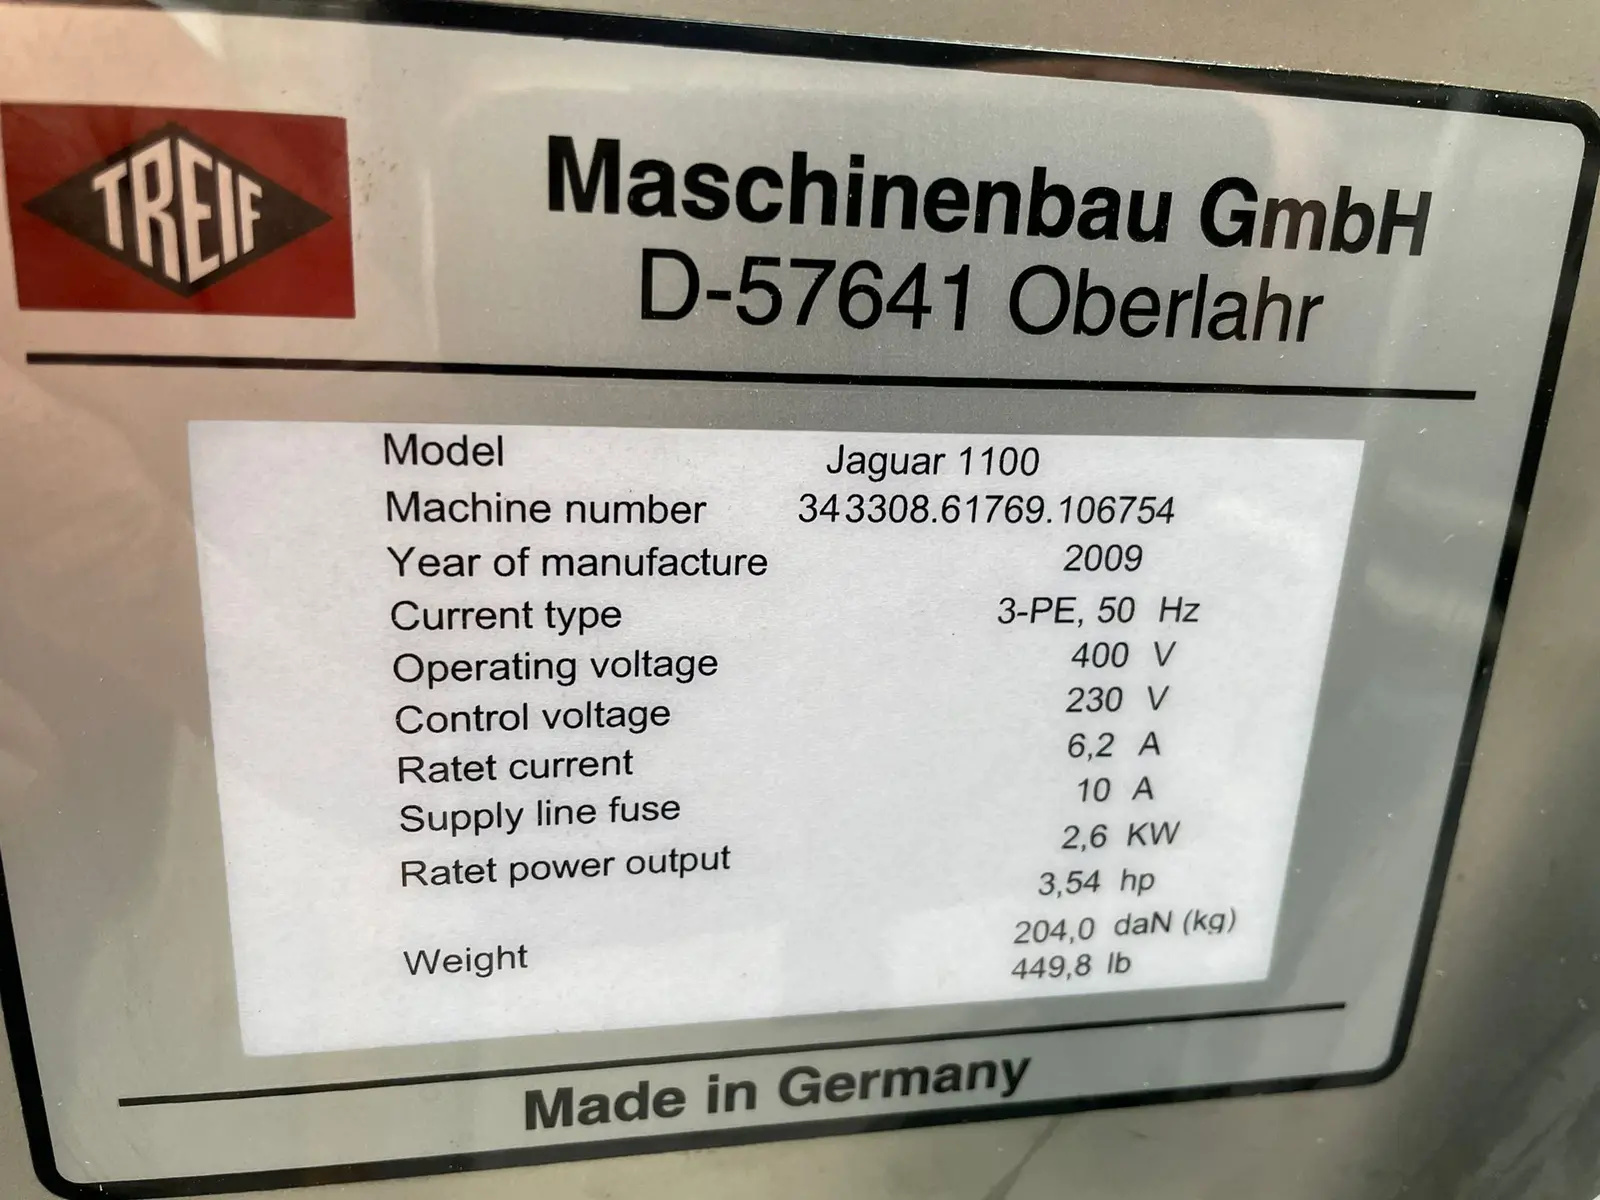 TREIF
Maschinenbau GmbH
D-57641 Oberlahr
Model Jaguar 1100
Machine number 343308.61769.106754
Year of manufacture 2009
Current type 3-PE, 50 Hz
Operating voltage 400 V
Control voltage 230 V
Ratet current 6,2 A
Supply line fuse 10 A
Ratet power output 2,6 KW
3,54 hp
Weight 204,0 daN (kg)
449,8 lb
Made in Germany